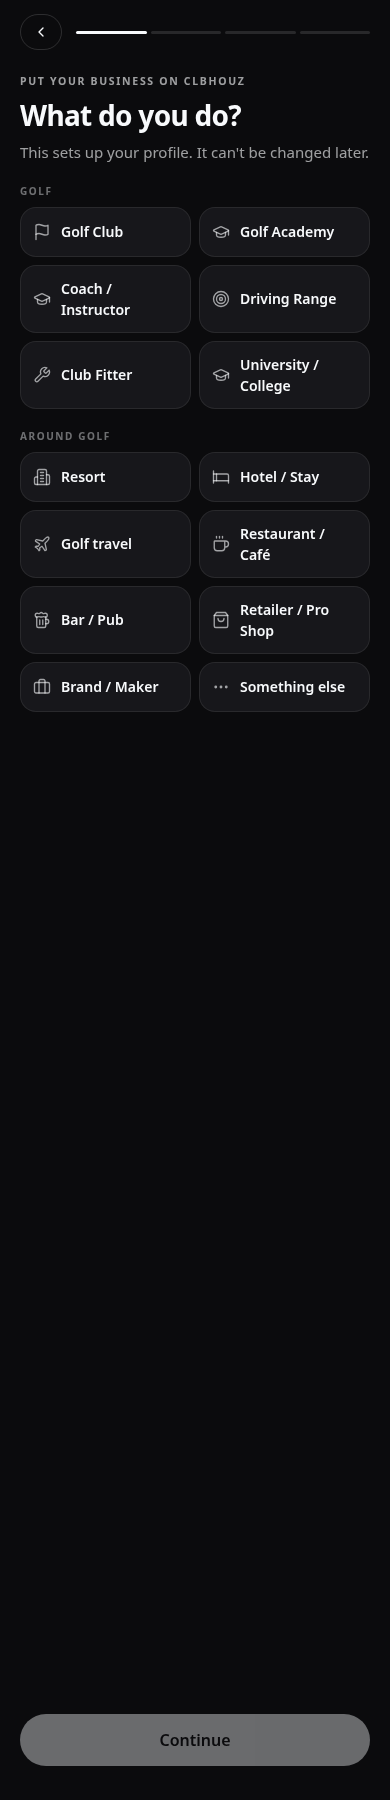 PUT YOUR BUSINESS ON CLBHOUZ
What do you do?
This sets up your profile. It can't be changed later.
GOLF
Golf Club
Golf Academy
Coach /
Instructor
Driving Range
Club Fitter
University /
College
AROUND GOLF
Resort
Hotel / Stay
Golf travel
Restaurant /
Café
Bar / Pub
Retailer / Pro
Shop
Brand / Maker
Something else
Continue